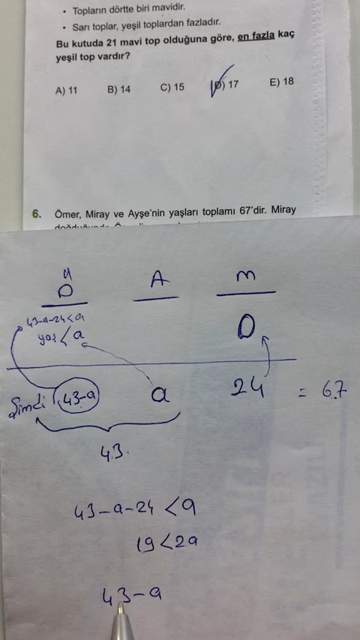 • Topların dörtte biri mavidir.
• Sarı toplar, yeşil toplardan fazladır.
Bu kutuda 21 mavi top olduğuna göre, en fazla kaç
yeşil top vardır?
A) 11 B) 14 C) 15 D) 17 E) 18
6. Ömer, Miray ve Ayşe'nin yaşları toplamı 67'dir. Miray
Ö A M
43-a-24<a
yaş<a 0
Şimdi 43-a a 24 = 67
43
43-a-24<a
19<2a
43-a